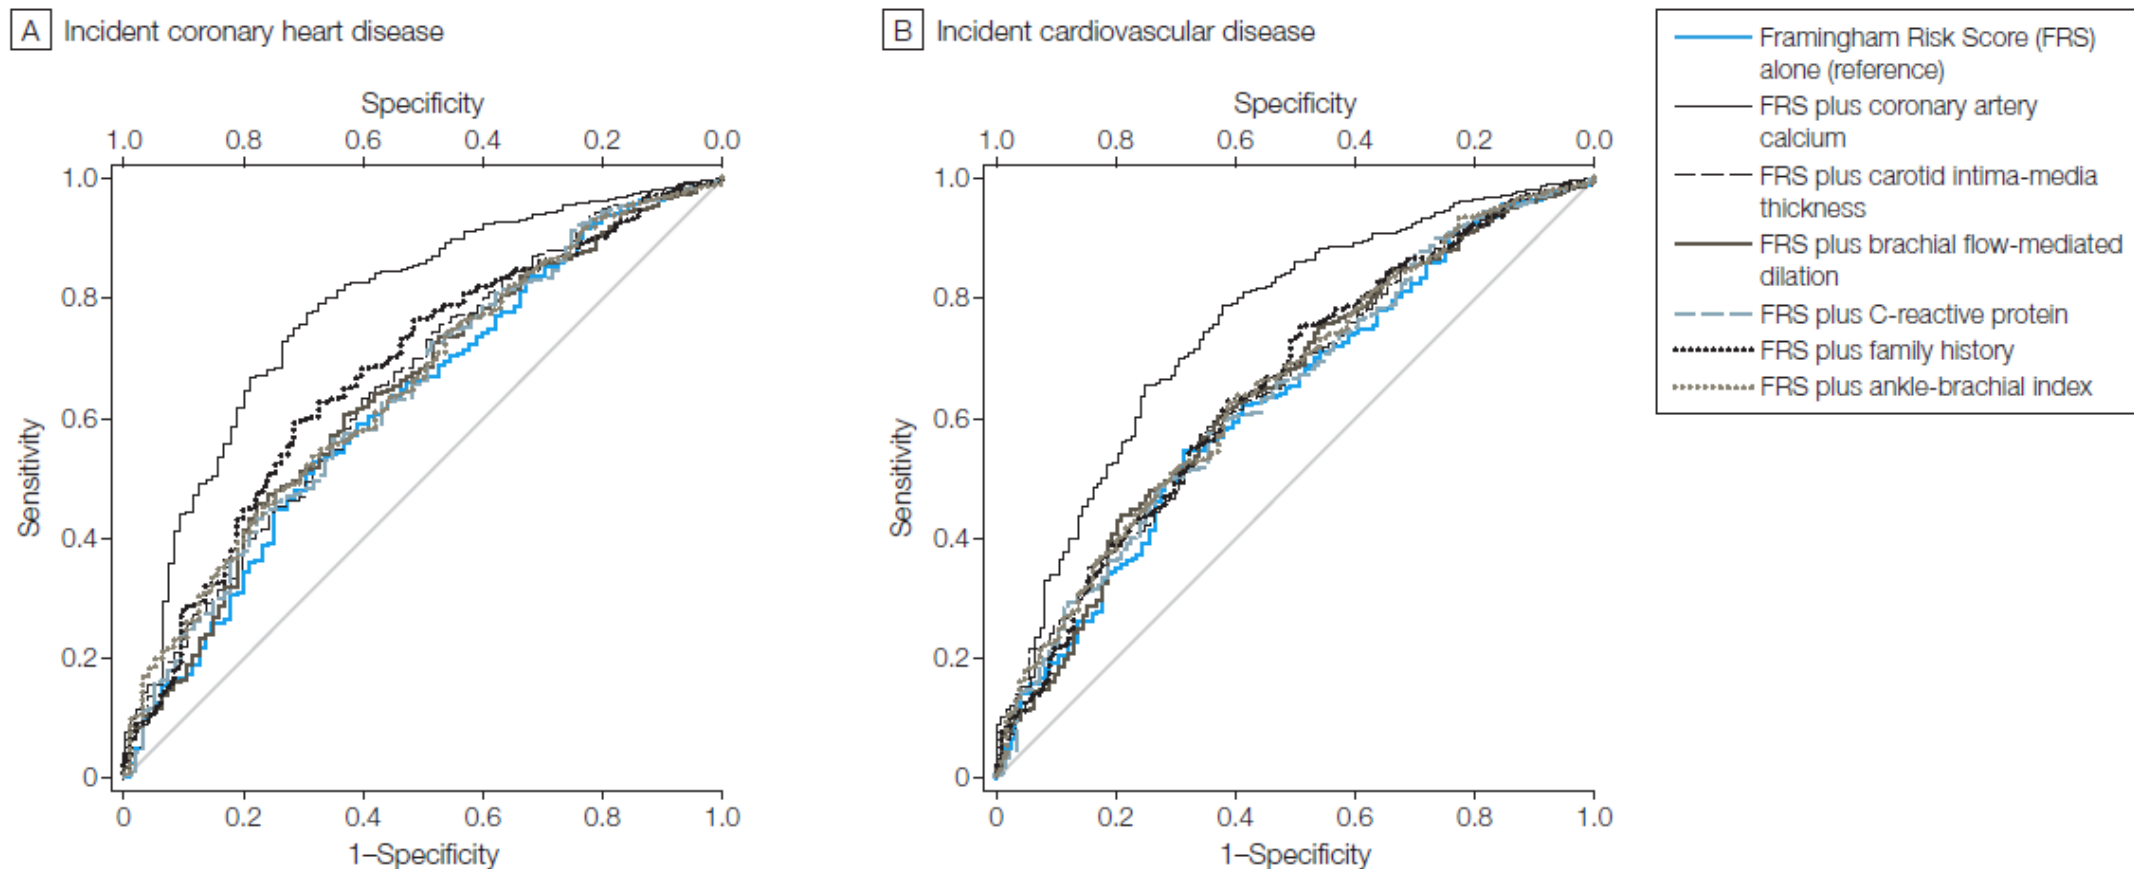 A Incident coronary heart disease
Specificity
1.0 0.8 0.6 0.4 0.2 0.0
1.0
0.8
0.6
0.4
0.2
0
Sensitivity
0 0.2 0.4 0.6 0.8 1.0
1–Specificity
B Incident cardiovascular disease
Specificity
1.0 0.8 0.6 0.4 0.2 0.0
1.0
0.8
0.6
0.4
0.2
0
Sensitivity
0 0.2 0.4 0.6 0.8 1.0
1–Specificity
Framingham Risk Score (FRS)
alone (reference)
FRS plus coronary artery
calcium
FRS plus carotid intima-media
thickness
FRS plus brachial flow-mediated
dilation
FRS plus C-reactive protein
FRS plus family history
FRS plus ankle-brachial index